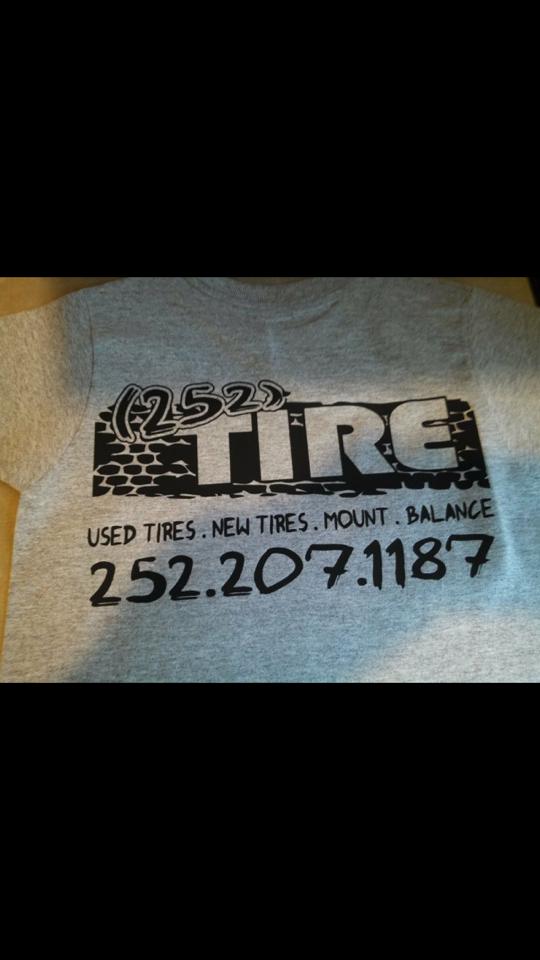 (252)
TIRE
USED TIRES . NEW TIRES . MOUNT . BALANCE
252.207.1187